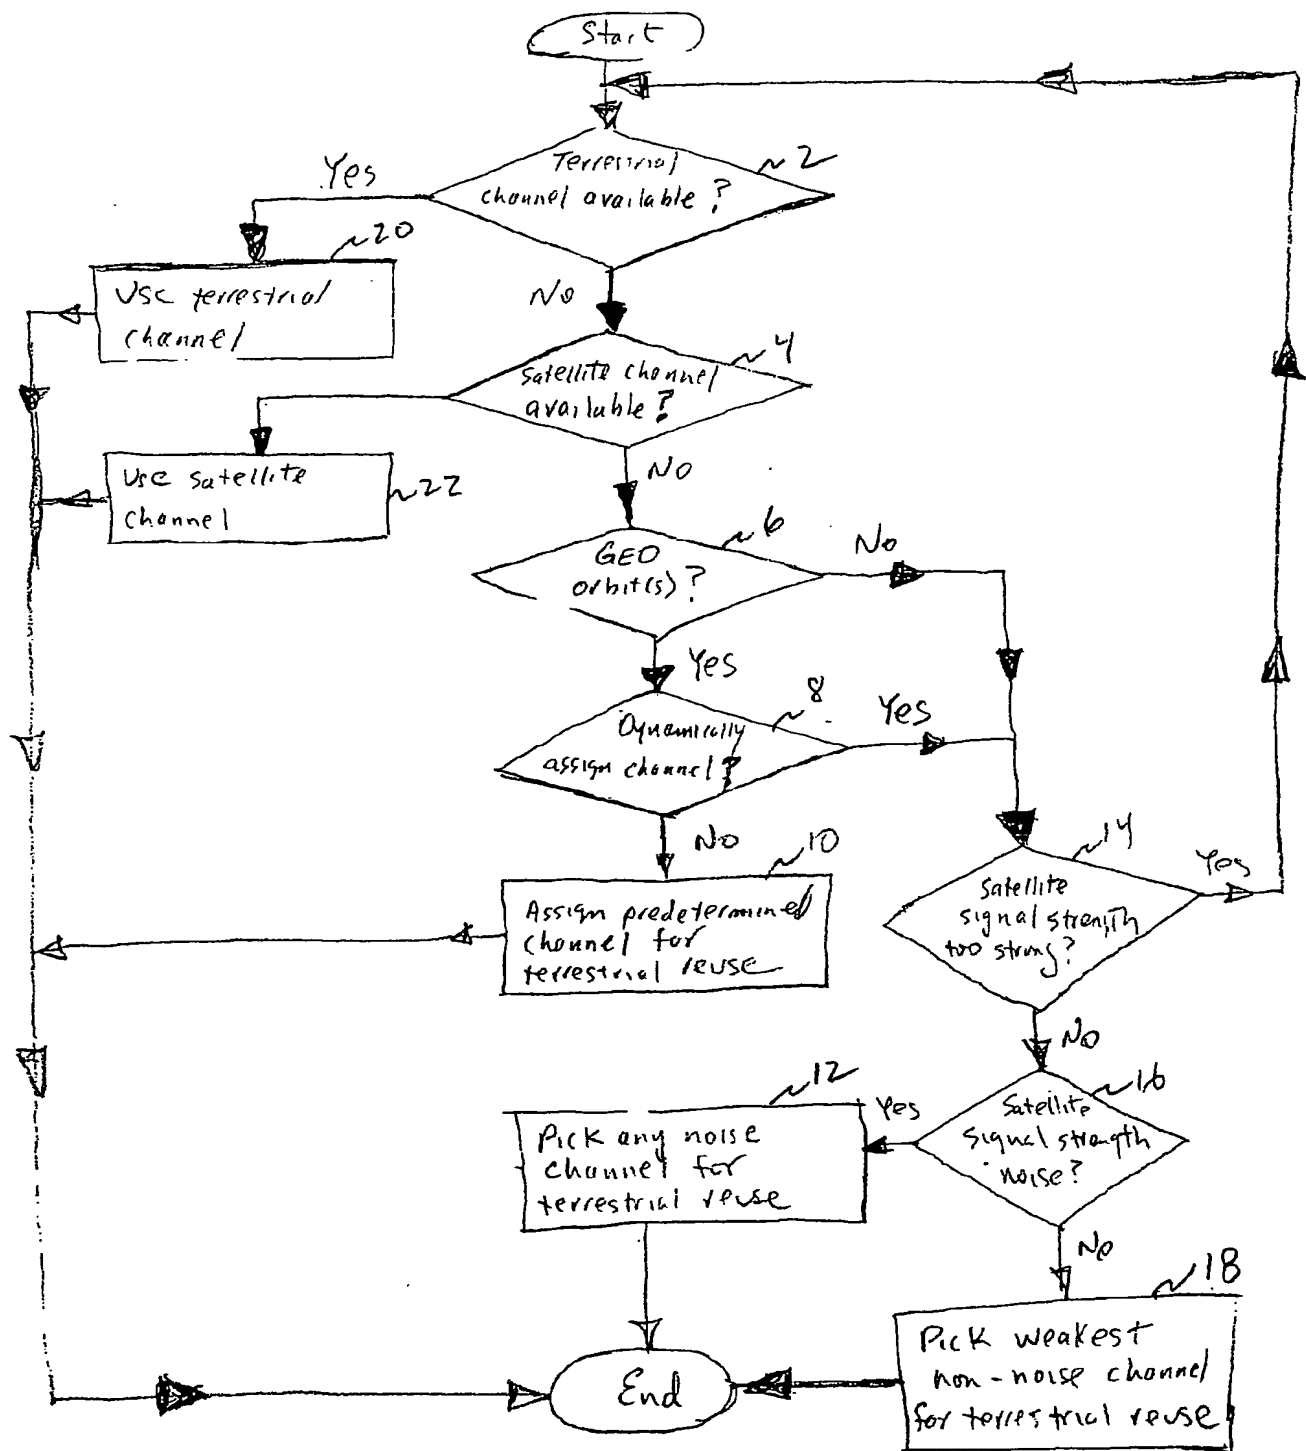 Start
Terrestrial
channel available?
2
Yes
20
Use terrestrial
channel
No
4
Satellite channel
available?
Use satellite
channel
22
No
6
GEO
orbit(s)?
No
Yes
8
Dynamically
assign channel?
Yes
No
10
Assign predetermined
channel for
terrestrial reuse
14
Satellite
signal strength
too strong?
Yes
No
12
Pick any noise
channel for
terrestrial reuse
Yes
16
Satellite
signal strength
noise?
No
18
Pick weakest
non-noise channel
for terrestrial reuse
End